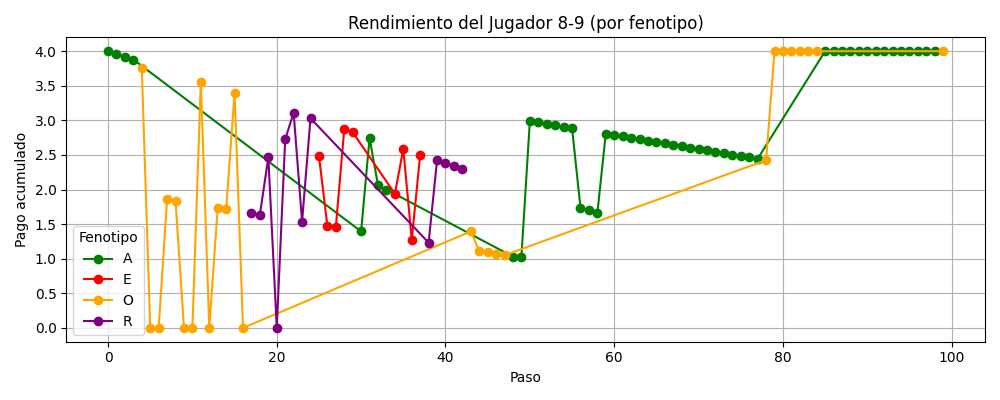 Rendimiento del Jugador 8-9 (por fenotipo)
Pago acumulado
4.0
3.5
3.0
2.5
2.0
1.5
1.0
0.5
0.0
Fenotipo
A
E
O
R
0
20
40
60
80
100
Paso